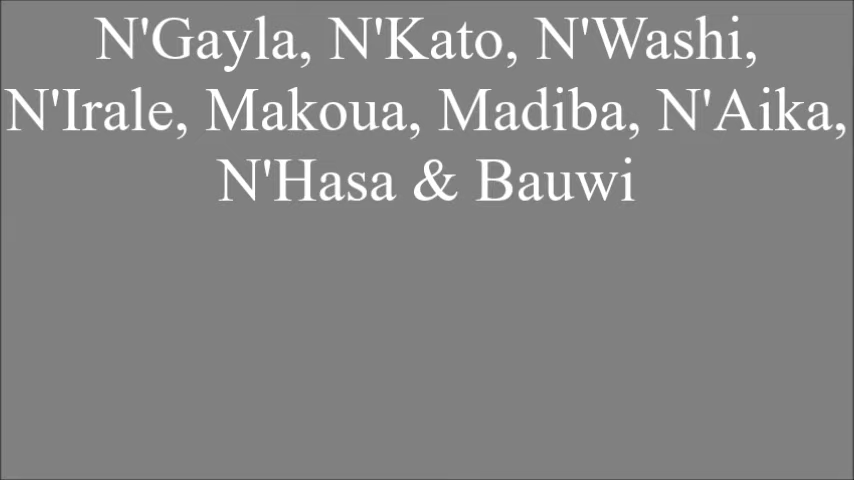 N'Gayla, N'Kato, N'Washi,
N'Irale, Makoua, Madiba, N'Aika,
N'Hasa & Bauwi